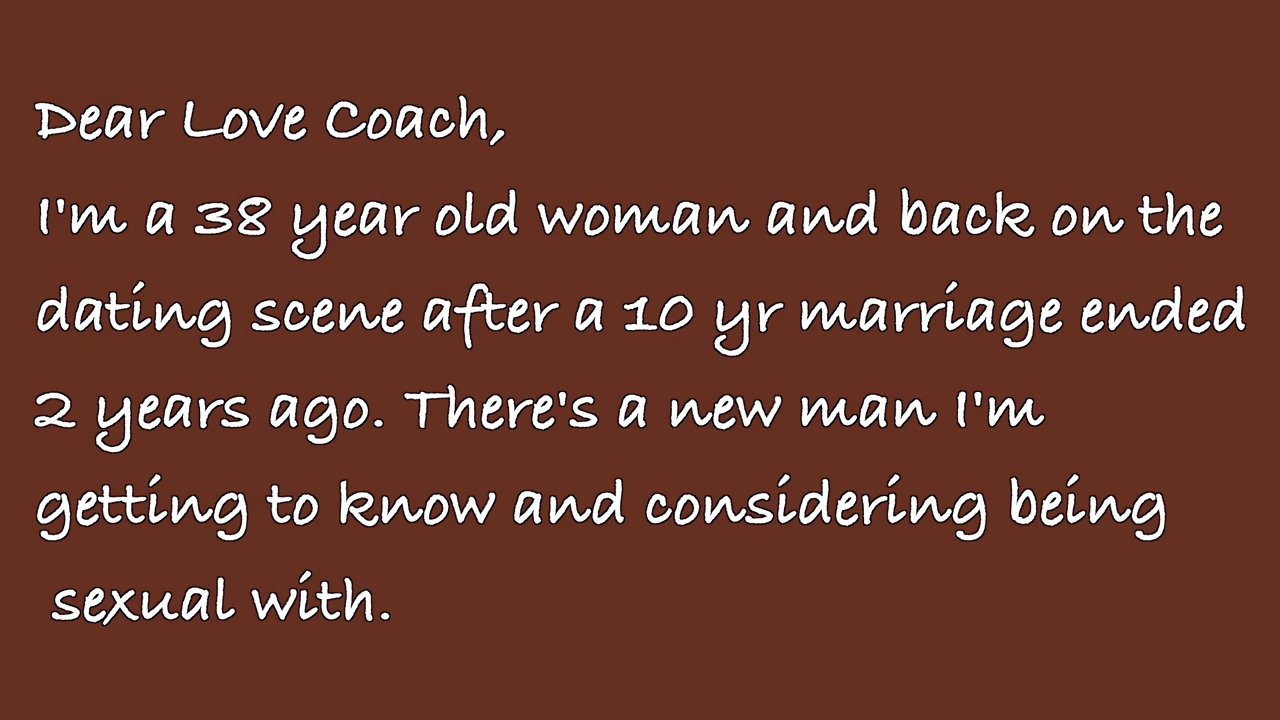 Dear Love Coach,
I'm a 38 year old woman and back on the
dating scene after a 10 yr marriage ended
2 years ago. There's a new man I'm
getting to know and considering being
sexual with.